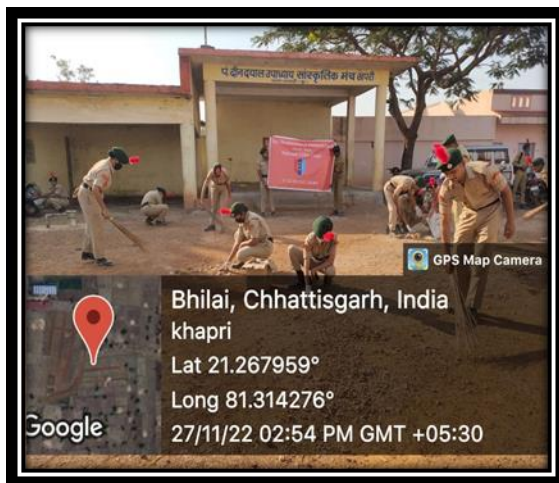 पं. दीनदयाल उपाध्याय सांस्कृतिक मंच खपरी
GPS Map Camera
Bhilai, Chhattisgarh, India
khapri
Lat 21.267959°
Long 81.314276°
27/11/22 02:54 PM GMT +05:30
Google